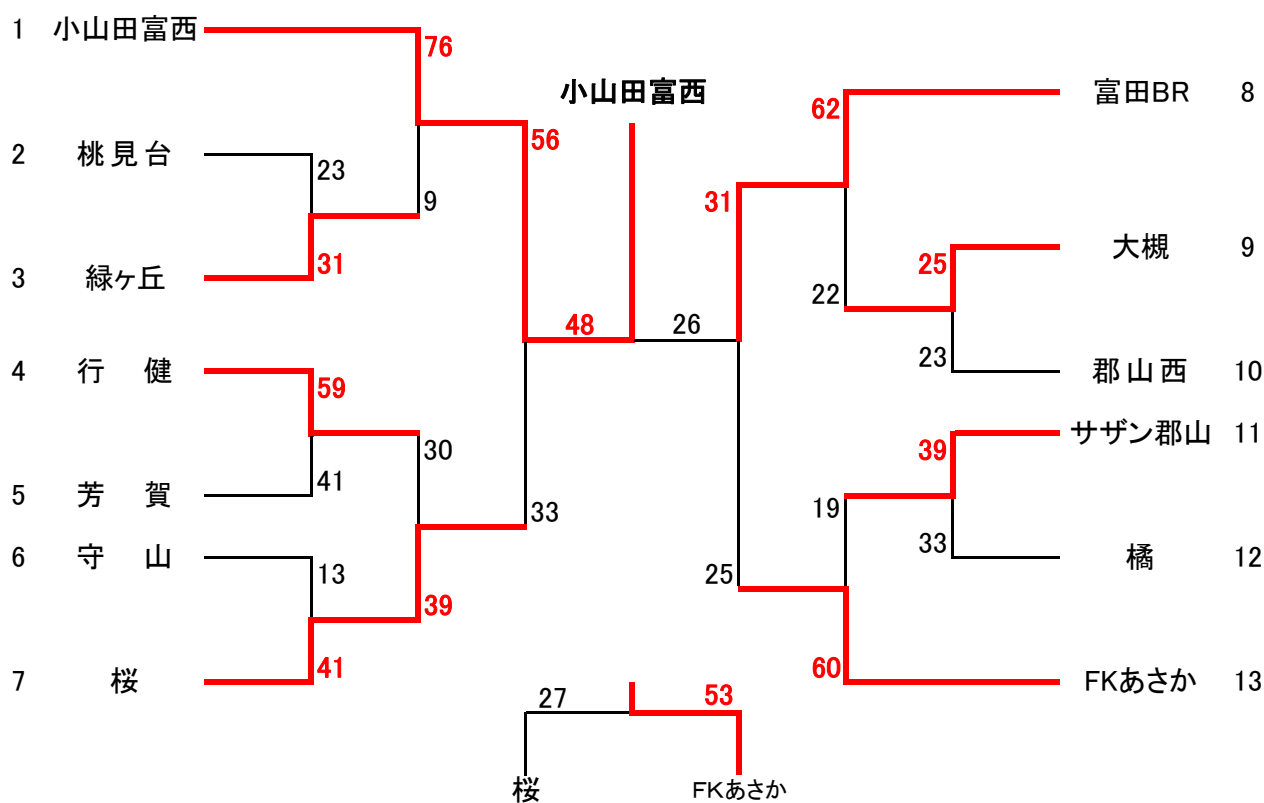 1 小山田富西
76
小山田富西
富田BR 8
62
56
2 桃見台
23
9
31
大槻 9
25
31
3 緑ヶ丘
22
48
26
23
郡山西 10
4 行 健
59
サザン郡山 11
39
30
41
5 芳 賀
33
19
33
6 守 山
橘 12
13
25
39
41
60
7 桜
FKあさか 13
27
53
桜
FKあさか